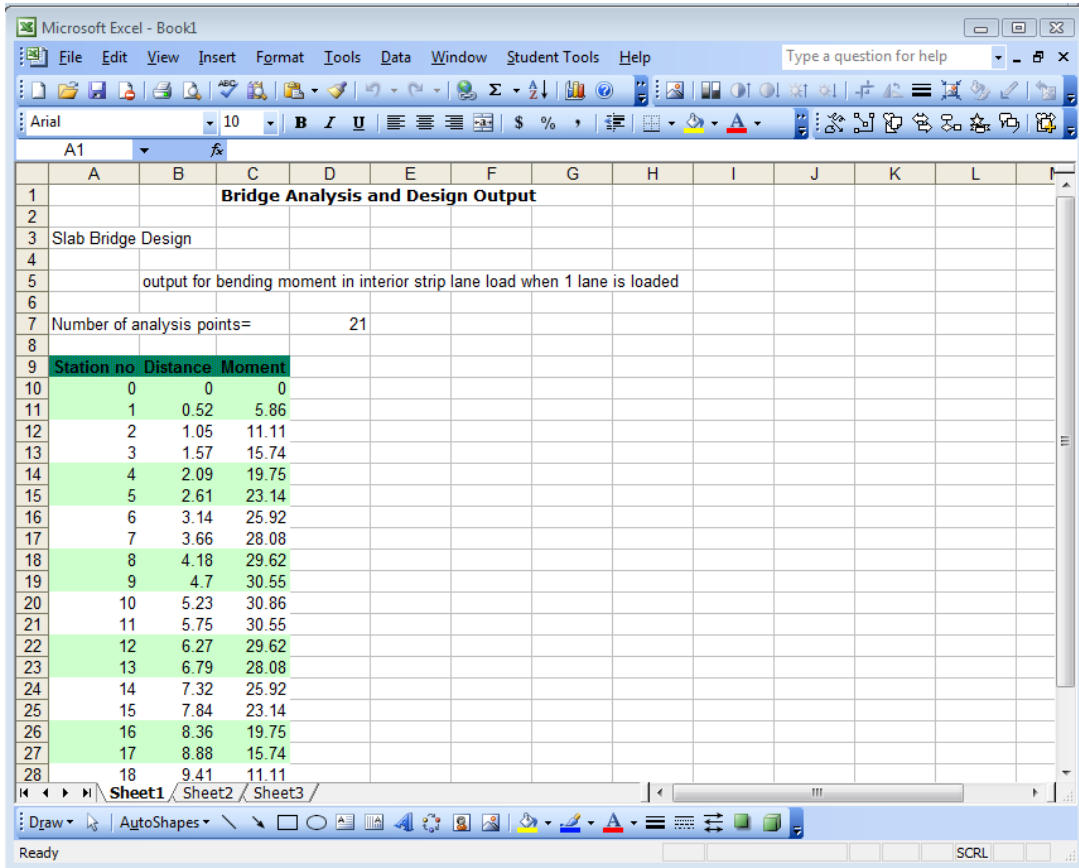 Microsoft Excel - Book1
File Edit View Insert Format Tools Data Window Student Tools Help Type a question for help
Arial 10 B I U $ % ,
A1 fx
A B C D E F G H I J K L
1 Bridge Analysis and Design Output
2
3 Slab Bridge Design
4
5 output for bending moment in interior strip lane load when 1 lane is loaded
6
7 Number of analysis points= 21
8
9 Station no Distance Moment
10 0 0 0
11 1 0.52 5.86
12 2 1.05 11.11
13 3 1.57 15.74
14 4 2.09 19.75
15 5 2.61 23.14
16 6 3.14 25.92
17 7 3.66 28.08
18 8 4.18 29.62
19 9 4.7 30.55
20 10 5.23 30.86
21 11 5.75 30.55
22 12 6.27 29.62
23 13 6.79 28.08
24 14 7.32 25.92
25 15 7.84 23.14
26 16 8.36 19.75
27 17 8.88 15.74
28 18 9.41 11.11
Sheet1 Sheet2 Sheet3
Draw AutoShapes
Ready SCRL